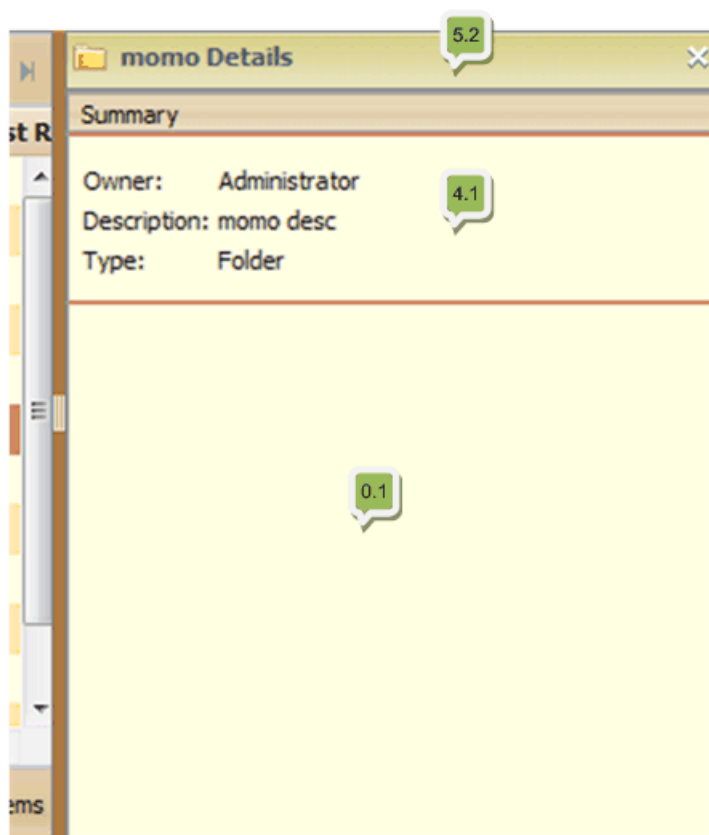 5.2
momo Details
Summary
st R
Owner: Administrator
4.1
Description: momo desc
Type: Folder
0.1
ems